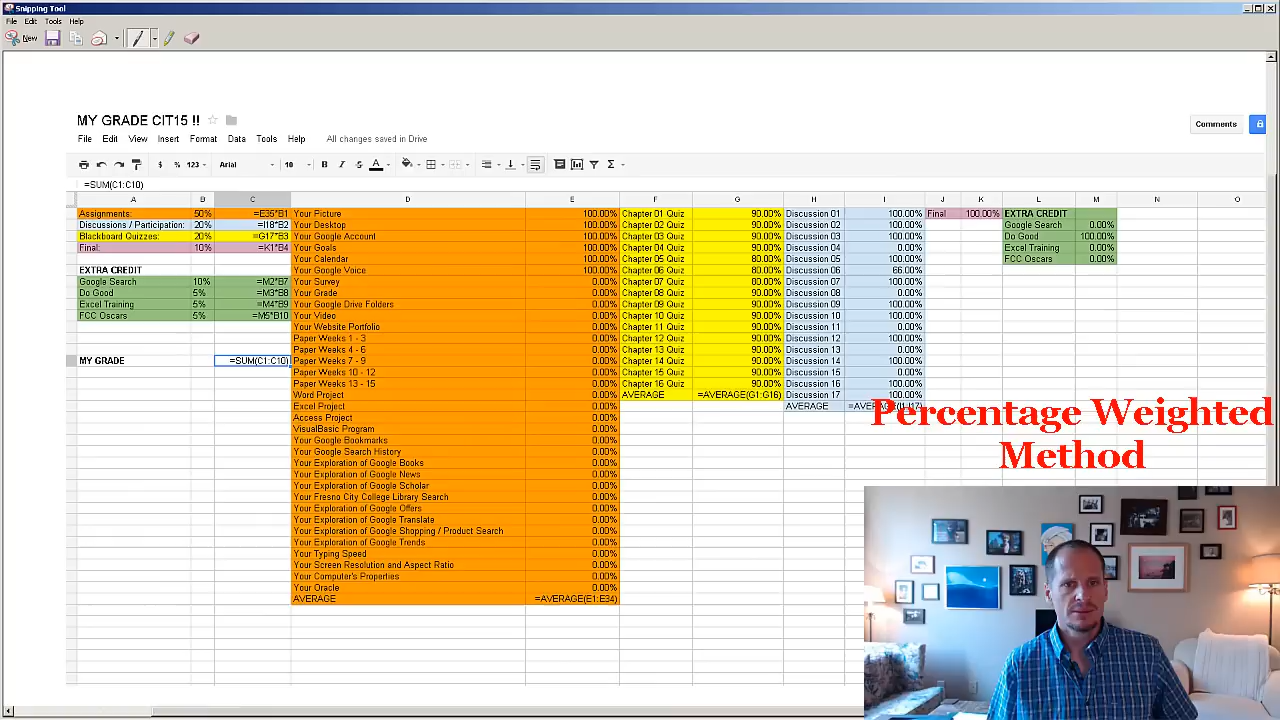 Snipping Tool
File Edit Tools Help
New
MY GRADE CIT15 !!
File Edit View Insert Format Data Tools Help All changes saved in Drive
Comments
$ % 123 Arial 10 B I S A Σ
=SUM(C1:C10)
A B C D E F G H I J K L M N O
Assignments: 50% =E35*B1 Your Picture 100.00% Chapter 01 Quiz 90.00% Discussion 01 100.00% Final 100.00% EXTRA CREDIT
Discussions / Participation: 20% =I18*B2 Your Desktop 100.00% Chapter 02 Quiz 90.00% Discussion 02 100.00% Google Search 0.00%
Blackboard Quizzes: 20% =G17*B3 Your Google Account 100.00% Chapter 03 Quiz 90.00% Discussion 03 100.00% Do Good 100.00%
Final: 10% =K1*B4 Your Goals 100.00% Chapter 04 Quiz 90.00% Discussion 04 0.00% Excel Training 0.00%
Your Calendar 100.00% Chapter 05 Quiz 80.00% Discussion 05 100.00% FCC Oscars 0.00%
EXTRA CREDIT Your Google Voice 100.00% Chapter 06 Quiz 80.00% Discussion 06 66.00%
Google Search 10% =M2*B7 Your Survey 0.00% Chapter 07 Quiz 90.00% Discussion 07 100.00%
Do Good 5% =M3*B8 Your Grade 0.00% Chapter 08 Quiz 90.00% Discussion 08 0.00%
Excel Training 5% =M4*B9 Your Google Drive Folders 0.00% Chapter 09 Quiz 90.00% Discussion 09 100.00%
FCC Oscars 5% =M5*B10 Your Video 0.00% Chapter 10 Quiz 90.00% Discussion 10 100.00%
Your Website Portfolio 0.00% Chapter 11 Quiz 90.00% Discussion 11 0.00%
Paper Weeks 1 - 3 0.00% Chapter 12 Quiz 90.00% Discussion 12 100.00%
Paper Weeks 4 - 6 0.00% Chapter 13 Quiz 90.00% Discussion 13 0.00%
MY GRADE =SUM(C1:C10) Paper Weeks 7 - 9 0.00% Chapter 14 Quiz 90.00% Discussion 14 100.00%
Paper Weeks 10 - 12 0.00% Chapter 15 Quiz 90.00% Discussion 15 0.00%
Paper Weeks 13 - 15 0.00% Chapter 16 Quiz 90.00% Discussion 16 100.00%
Word Project 0.00% AVERAGE =AVERAGE(G1:G16) Discussion 17 100.00%
Excel Project 0.00% AVERAGE
Access Project 0.00%
VisualBasic Program 0.00%
Your Google Bookmarks 0.00%
Your Google Search History 0.00%
Your Exploration of Google Books 0.00%
Your Exploration of Google News 0.00%
Your Exploration of Google Scholar 0.00%
Your Fresno City College Library Search 0.00%
Your Exploration of Google Offers 0.00%
Your Exploration of Google Translate 0.00%
Your Exploration of Google Shopping / Product Search 0.00%
Your Exploration of Google Trends 0.00%
Your Typing Speed 0.00%
Your Screen Resolution and Aspect Ratio 0.00%
Your Computer's Properties 0.00%
Your Oracle 0.00%
AVERAGE =AVERAGE(E1:E34)
Percentage Weighted
Method